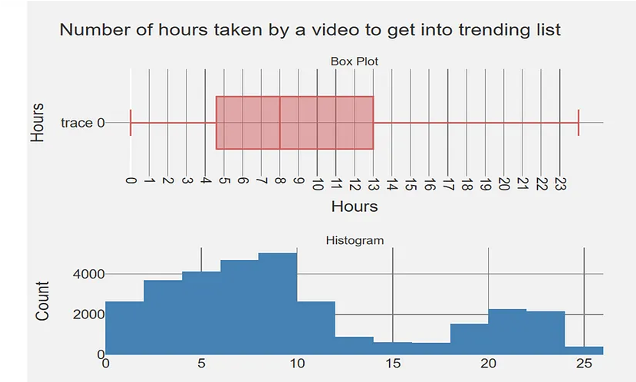 Number of hours taken by a video to get into trending list
Box Plot
Hours
trace 0
0 1 2 3 4 5 6 7 8 9 10 11 12 13 14 15 16 17 18 19 20 21 22 23
Hours
Histogram
Count
4000
2000
0
0 5 10 15 20 25